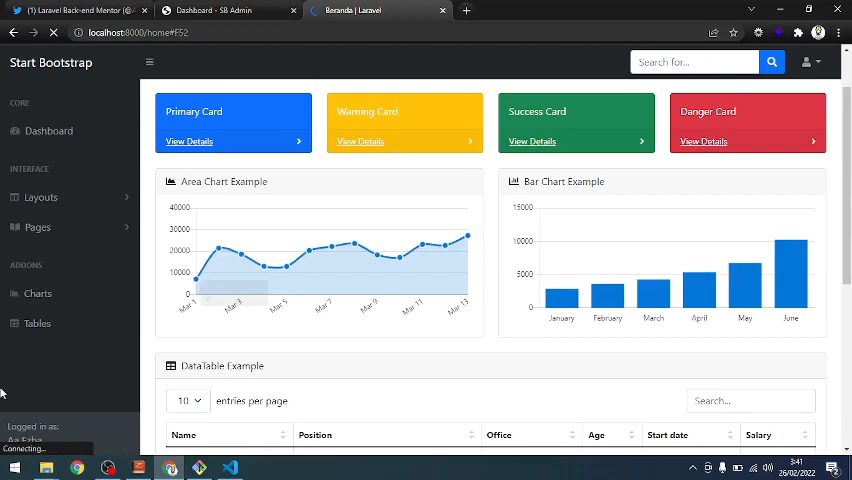 (1) Laravel Back-end Mentor (@A
Dashboard - SB Admin
Beranda | Laravel
localhost:8000/home#F52
Start Bootstrap
Search for...
CORE
Dashboard
INTERFACE
Layouts
Pages
ADDONS
Charts
Tables
Logged in as:
Aa Ezha
Connecting...
Primary Card
View Details
Warning Card
View Details
Success Card
View Details
Danger Card
View Details
Area Chart Example
40000
30000
20000
10000
0
Mar 1
Mar 3
Mar 5
Mar 7
Mar 9
Mar 11
Mar 13
Bar Chart Example
15000
10000
5000
0
January
February
March
April
May
June
DataTable Example
10
entries per page
Search...
Name
Position
Office
Age
Start date
Salary
3:41
26/02/2022
2